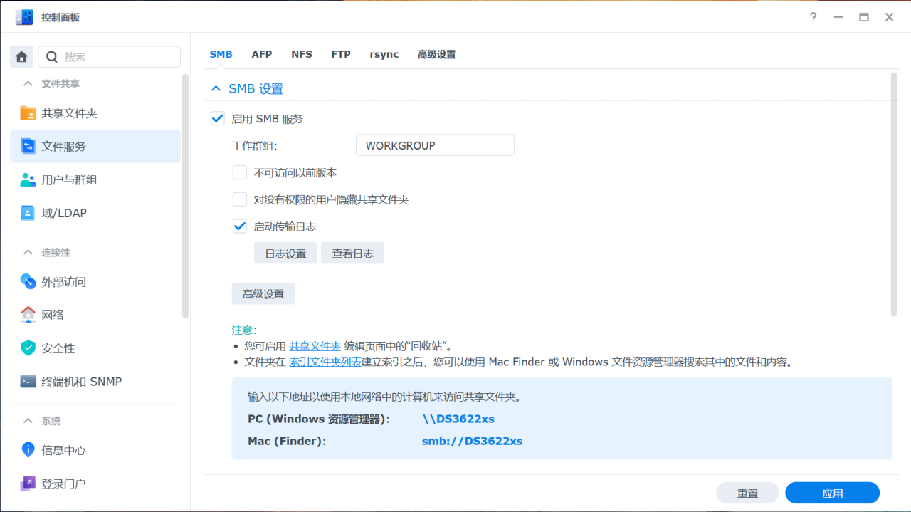 控制面板
搜索
文件共享
共享文件夹
文件服务
用户与群组
域/LDAP
连接性
外部访问
网络
安全性
终端机和 SNMP
系统
信息中心
登录门户
SMB AFP NFS FTP rsync 高级设置
SMB 设置
启用 SMB 服务
工作群组: WORKGROUP
不可访问以前版本
对没有权限的用户隐藏共享文件夹
启动传输日志
日志设置 查看日志
高级设置
注意:
• 您可启用 共享文件夹 编辑页面中的“回收站”。
• 文件夹在 索引文件夹列表建立索引之后，您可以使用 Mac Finder 或 Windows 文件资源管理器搜索其中的文件和内容。
输入以下地址以使用本地网络中的计算机来访问共享文件夹。
PC (Windows 资源管理器): \\DS3622xs
Mac (Finder): smb://DS3622xs
重置 应用